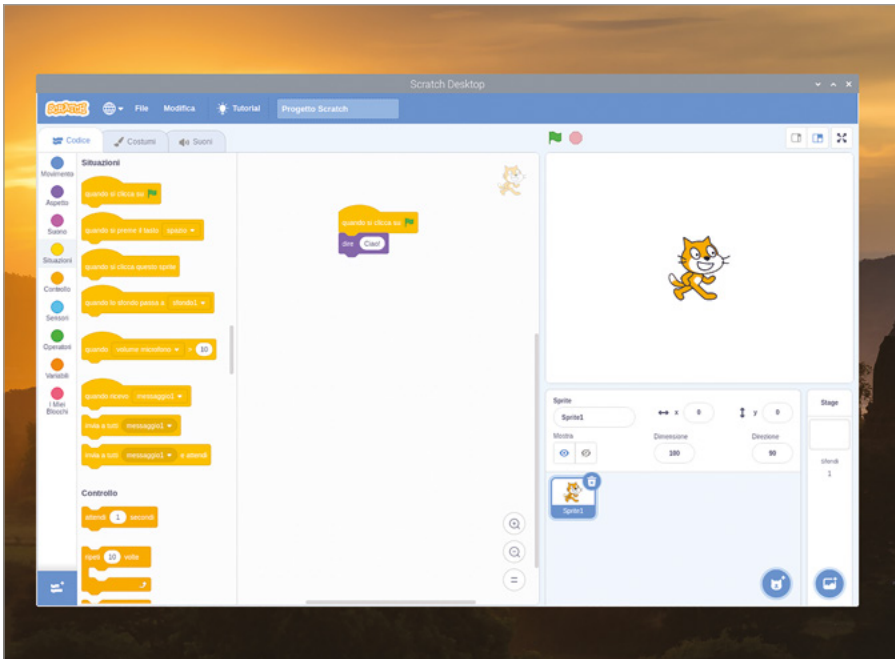 Scratch Desktop
SCRATCH
File Modifica Tutorial Progetto Scratch
Codice Costumi Suoni
Movimento
Aspetto
Suono
Situazioni
Controllo
Sensori
Operatori
Variabili
I Miei
Blocchi
Situazioni
quando si clicca su
quando si preme il tasto spazio
quando si clicca questo sprite
quando lo sfondo passa a sfondo1
quando volume microfono > 10
quando ricevo messaggio1
invia a tutti messaggio1
invia a tutti messaggio1 e attendi
Controllo
attendi 1 secondi
ripeti 10 volte
quando si clicca su
dire Ciao!
Sprite
Sprite1 x 0 y 0
Mostra Dimensione Direzione
100 90
Sprite1
Stage
Sfondi
1